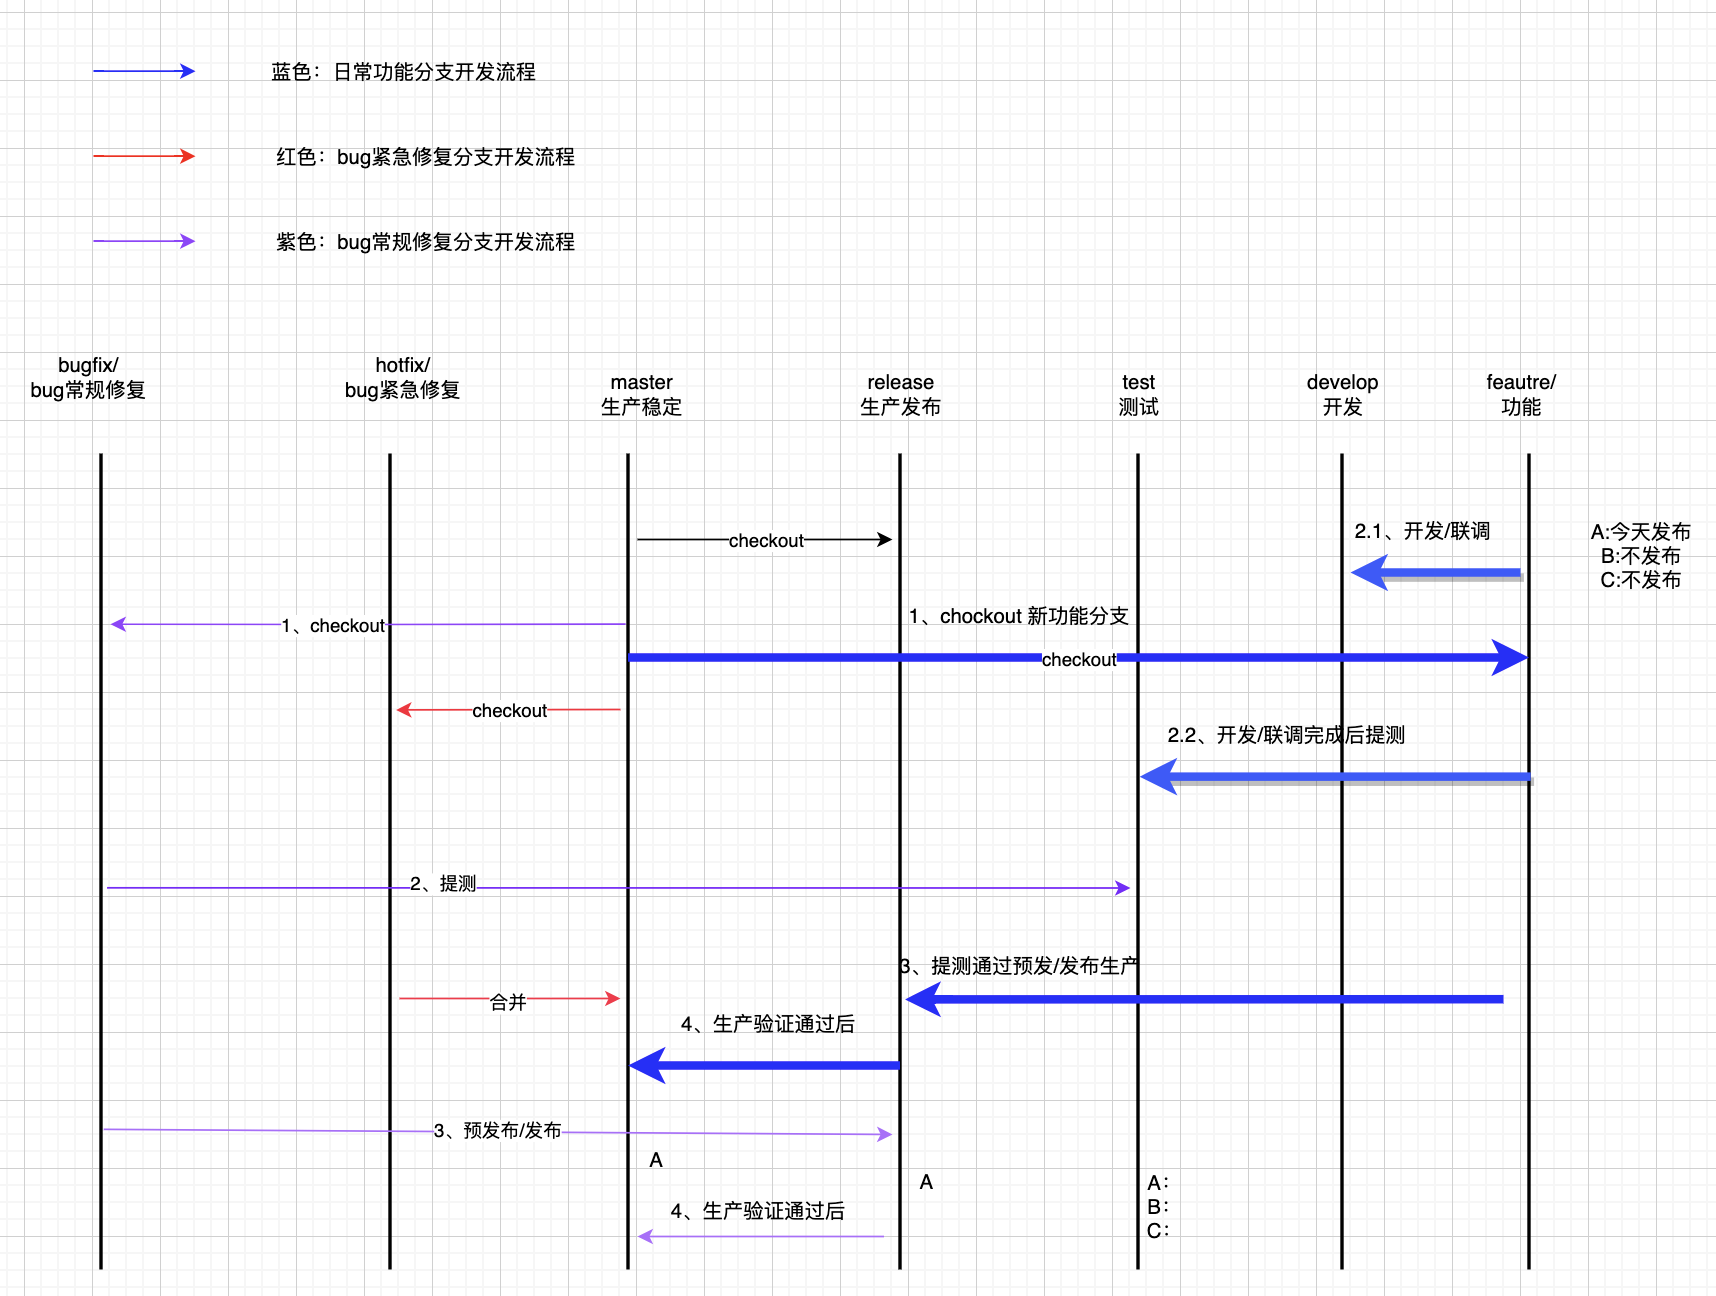 蓝色：日常功能分支开发流程
红色：bug紧急修复分支开发流程
紫色：bug常规修复分支开发流程
bugfix/
bug常规修复
hotfix/
bug紧急修复
master
生产稳定
release
生产发布
test
测试
develop
开发
feautre/
功能
checkout
2.1、开发/联调
A:今天发布
B:不发布
C:不发布
1、checkout
1、chockout 新功能分支
checkout
checkout
2.2、开发/联调完成后提测
2、提测
3、提测通过预发/发布生产
合并
4、生产验证通过后
3、预发布/发布
A
A
A：
B：
C：
4、生产验证通过后